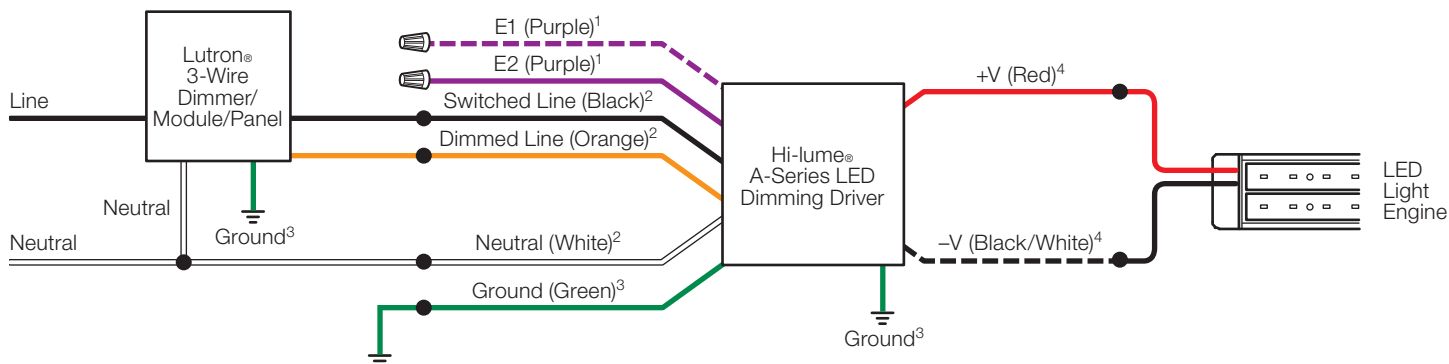 Line
Neutral
Lutron®
3-Wire
Dimmer/
Module/Panel
Neutral
Ground3
E1 (Purple)1
E2 (Purple)1
Switched Line (Black)2
Dimmed Line (Orange)2
Neutral (White)2
Ground (Green)3
Hi-lume®
A-Series LED
Dimming Driver
Ground3
+V (Red)4
–V (Black/White)4
LED
Light
Engine